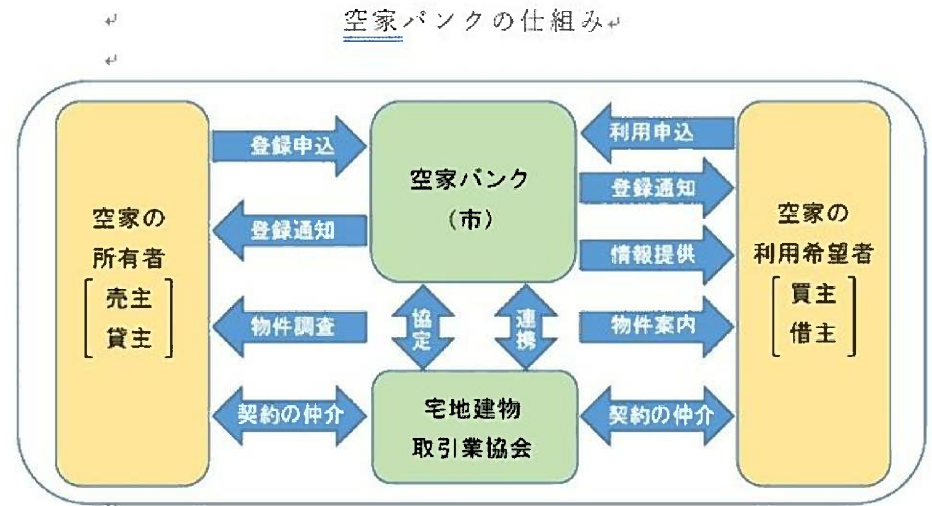 空家バンクの仕組み
登録申込
利用申込
空家バンク
(市)
登録通知
登録通知
情報提供
空家の
所有者
売主
貸主
空家の
利用希望者
買主
借主
物件調査
協定
連携
物件案内
契約の仲介
宅地建物
取引業協会
契約の仲介